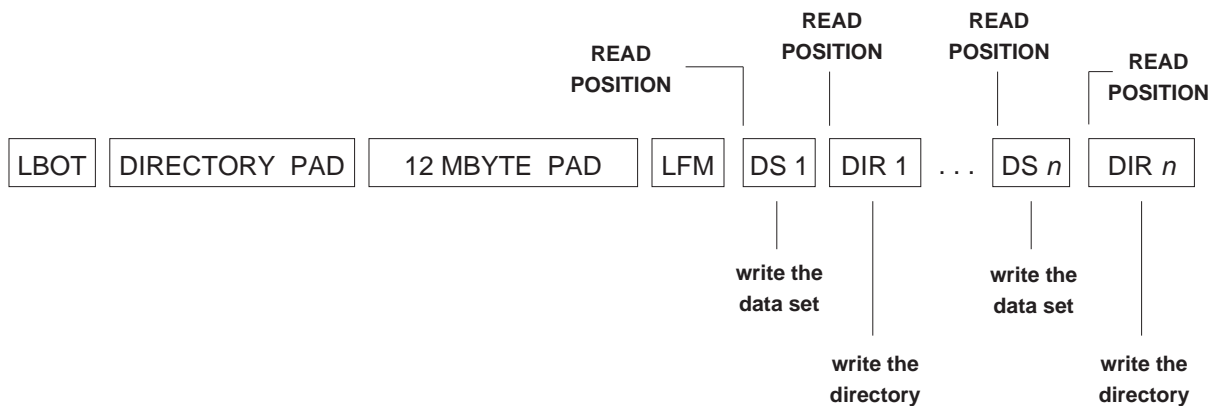 READ
POSITION
READ
POSITION
READ
POSITION
READ
POSITION
LBOT
DIRECTORY PAD
12 MBYTE PAD
LFM
DS 1
DIR 1
. . .
DS n
DIR n
write the
data set
write the
directory
write the
data set
write the
directory